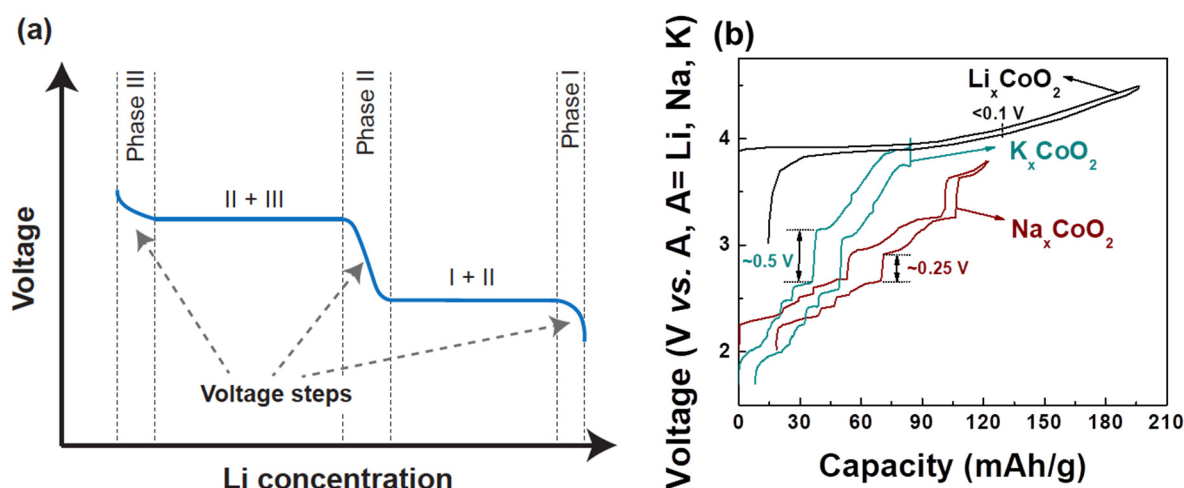 (a)
Phase III
Phase II
Phase I
II + III
I + II
Voltage steps
Voltage
Li concentration
(b)
Voltage (V vs. A, A= Li, Na, K)
LiₓCoO₂
<0.1 V
KₓCoO₂
NaₓCoO₂
~0.5 V
~0.25 V
4
3
2
0 30 60 90 120 150 180 210
Capacity (mAh/g)